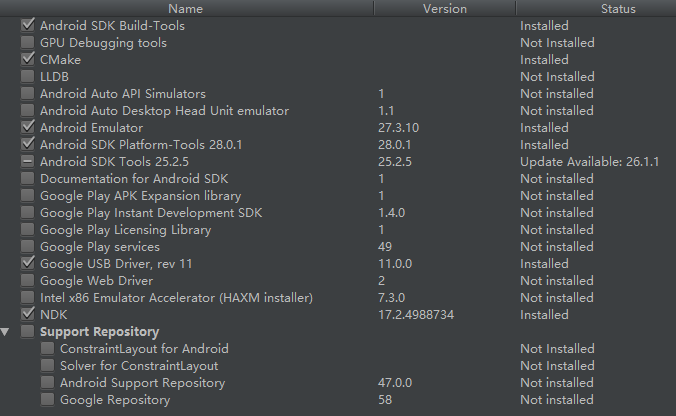 Name Version Status
Android SDK Build-Tools Installed
GPU Debugging tools Not Installed
CMake Installed
LLDB Not Installed
Android Auto API Simulators 1 Not installed
Android Auto Desktop Head Unit emulator 1.1 Not installed
Android Emulator 27.3.10 Installed
Android SDK Platform-Tools 28.0.1 28.0.1 Installed
Android SDK Tools 25.2.5 25.2.5 Update Available: 26.1.1
Documentation for Android SDK 1 Not installed
Google Play APK Expansion library 1 Not installed
Google Play Instant Development SDK 1.4.0 Not installed
Google Play Licensing Library 1 Not installed
Google Play services 49 Not installed
Google USB Driver, rev 11 11.0.0 Installed
Google Web Driver 2 Not installed
Intel x86 Emulator Accelerator (HAXM installer) 7.3.0 Not installed
NDK 17.2.4988734 Installed
Support Repository
ConstraintLayout for Android Not Installed
Solver for ConstraintLayout Not Installed
Android Support Repository 47.0.0 Not Installed
Google Repository 58 Not Installed